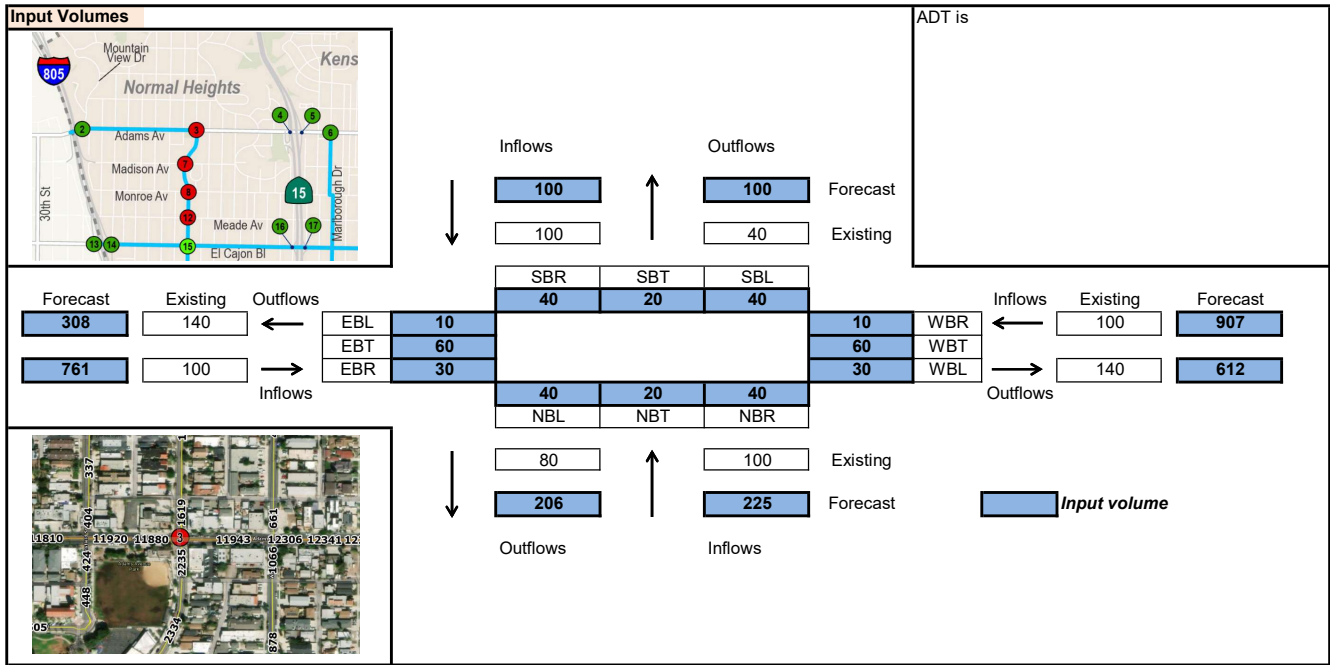 Input Volumes
ADT is
Mountain
View Dr
Kens
805
Normal Heights
2
3
4
5
6
Adams Av
7
Madison Av
8
Monroe Av
15
30th St
12
Meade Av
16
17
Marlborough Dr
13
14
15
El Cajon Bl
Inflows
Outflows
100
100
Forecast
100
40
Existing
SBR
SBT
SBL
40
20
40
Forecast
Existing
Outflows
Inflows
Existing
Forecast
308
140
EBL
10
10
WBR
100
907
EBT
60
60
WBT
761
100
EBR
30
30
WBL
140
612
Inflows
Outflows
40
20
40
NBL
NBT
NBR
80
100
Existing
206
225
Forecast
Input volume
Outflows
Inflows
337
404
1619
661
11810
11920
11880
3
11943
12306
12341
424
2235
1066
448
05
2334
878